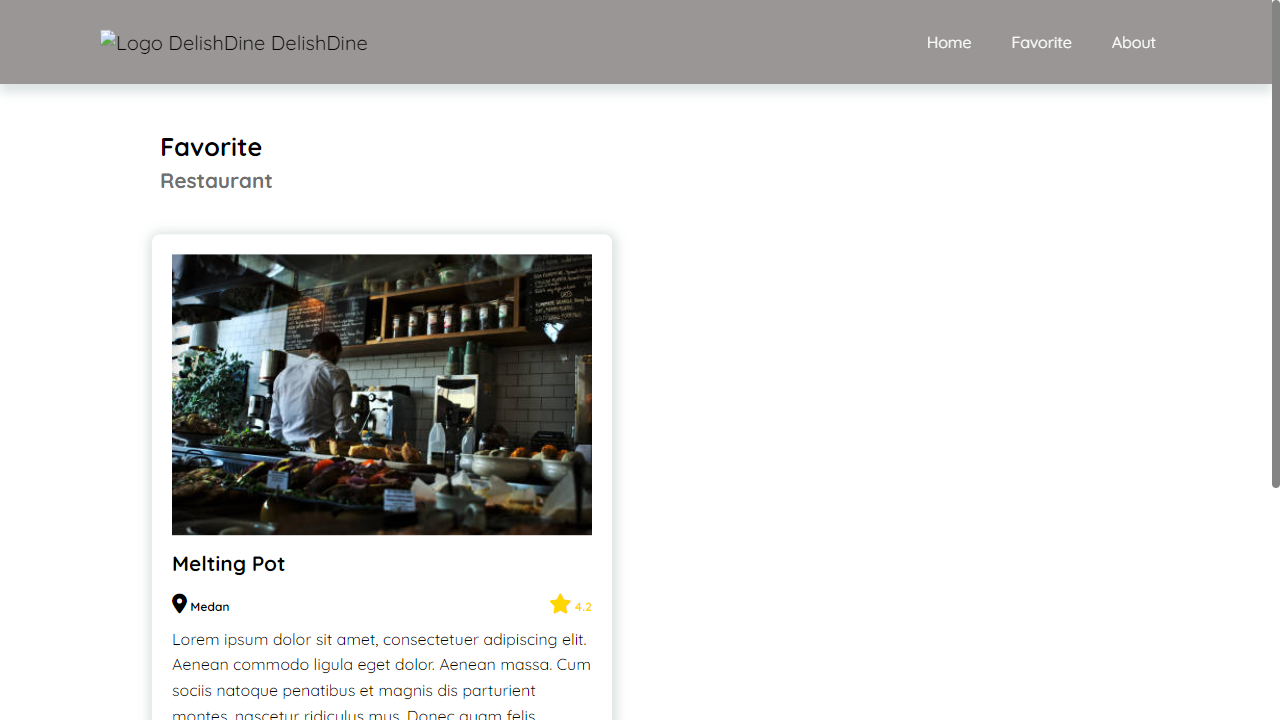 Logo DelishDine DelishDine
Home Favorite About
Favorite
Restaurant
Melting Pot
Medan 4.2
Lorem ipsum dolor sit amet, consectetuer adipiscing elit.
Aenean commodo ligula eget dolor. Aenean massa. Cum
sociis natoque penatibus et magnis dis parturient
montes, nascetur ridiculus mus. Donec quam felis,